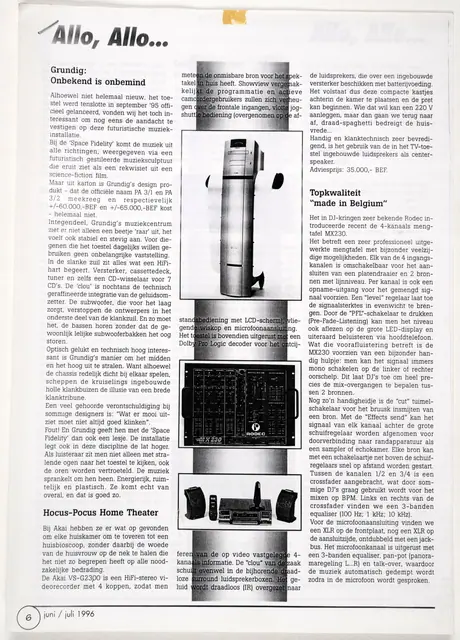 Allo, Allo...
Grundig:
Onbekend is onbemind
Alhoewel niet helemaal nieuw, het toe-
stel werd tenslotte in september '95 offi-
cieel gelanceerd, vonden wij het toch in-
teressant om nog eens de aandacht te
vestigen op deze futuristische muziek-
installatie.
Bij de 'Space Fidelity' komt de muziek uit
alle richtingen, weergegeven via een
futuristisch gestileerde muzieksculptuur
die eruit ziet als een rekwisiet uit een
science-fiction film.
Maar uit karton is Grundig's design pro-
dukt - dat de officiële naam PA 3/1 en PA
3/2 meekreeg en respectievelijk
+/-60.000,-BEF en +/-65.000,-BEF kost
- helemaal niet.
Integendeel, Grundig's muziekcentrum
ziet er niet alleen een beetje 'raar' uit, het
voelt ook stabiel en stevig aan. Voor die-
genen die het toestel dagelijks willen ge-
bruiken geen onbelangrijke vaststelling.
In de slanke zuil zit alles wat een HiFi-
hart begeert. Versterker, cassettedeck,
tuner en zelfs een CD-wisselaar voor 7
CD's. De 'clou' is nochtans de technisch
geraffineerde integratie van de geluidsom-
zetter. De subwoofer, die voor het laag
zorgt, verstoppen de ontwerpers in het
onderste deel van de klankzuil. En zo moet
het, de bassen horen zonder dat de ge-
woonlijk lelijke subwooferbakken het oog
storen.
Optisch gelukt en technisch hoog interes-
sant is Grundig's manier om het midden
en het hoog uit te stralen. Want alhoewel
de chassis redelijk dicht bij elkaar spelen,
scheppen de kruiselings ingebouwde
holle klankbuizen de illusie van een brede
klanktribune.
Een veel gehoorde verontschuldiging bij
sommige designers is: "Wat er mooi uit-
ziet moet niet altijd goed klinken".
Fout! En Grundig geeft hen met de 'Space
Fidelity' dan ook een lesje. De installatie
legt ook in deze discipline de lat hoger.
Als luisteraar zit men niet alleen met stra-
lende ogen naar het toestel te kijken, ook
de oren worden vertroeteld. De muziek
sprankelt om hen heen. Energierijk, ruim-
telijk en plastisch. Ze komt echt van
overal, en dat is goed zo.
Hocus-Pocus Home Theater
Bij Akai hebben ze er wat op gevonden
om elke huiskamer om te toveren tot een
huisbioscoop, zonder daarbij de woede
van de huisvrouw op de nek te halen die
het niet zo begrepen heeft op alle nood-
zakelijke bedrading.
De Akai VS-G2300 is een HiFi-stereo vi-
deorecorder met 4 koppen, zodat men
meteen de onmisbare bron voor het spek-
takel in huis heeft. Showview vergemak-
kelijkt de programmatie en actieve
camcordergebruikers zullen zich verheu-
gen over de frontale ingangen, vlotte jog-
shuttle bediening (overgenomen op de af-
standsbediening met LCD-scherm), vlie-
gende wiskop en microfoonaansluiting.
Het toestel is bovendien uitgerust met een
Dolby Pro Logic decoder voor het ontcij-
RODEC
MX 230
feren van de op video vastgelegde 4-
kanaals informatie. De "clou" van de zaak
schuilt evenwel in de bijhorende draad-
loze surround luidsprekerboxen. Het ge-
luid wordt draadloos (IR) overgezet naar
de luidsprekers, die over een ingebouwde
versterker beschikken met batterijvoeding.
Het volstaat dus deze compacte kastjes
achterin de kamer te plaatsen en de pret
kan beginnen. Wie dat wil kan een 220 V
aanleggen, maar dan gaan we terug naar
af, draad-spaghetti bedreigt de huis-
vrede...
Handig en klanktechnisch zeer bevredi-
gend, is het gebruik van de in het TV-toe-
stel ingebouwde luidsprekers als center-
speaker.
Adviesprijs: 35.000,- BEF.
Topkwaliteit
"made in Belgium"
Het in DJ-kringen zeer bekende Rodec in-
troduceerde recent de 4-kanaals meng-
tafel MX230.
Het betreft een zeer professioneel uitge-
werkte mengtafel met bijzonder veelzij-
dige mogelijkheden. Elk van de 4 ingangs-
kanalen is omschakelbaar voor het aan-
sluiten van een platendraaier en 2 bron-
nen met lijnniveau. Per kanaal is ook een
opname-uitgang voor het gemengd sig-
naal voorzien. Een "level" regelaar laat toe
de signaalsterktes in evenwicht te bren-
gen. Door de "PFL"-schakelaar te drukken
(Pre-Fade-Listening) kan men het niveau
ook aflezen op de grote LED-display en
uiteraard beluisteren via hoofdtelefoon.
Wat die voorafluistering betreft is de
MX230 voorzien van een bijzonder han-
dig hulpje: men kan het signaal immers
mono schakelen op de linker of rechter
oorschelp. Dit laat DJ's toe om heel pre-
cies de mix-overgangen te bepalen tus-
sen 2 bronnen.
Nog zo'n handigheidje is de "cut" tuimel-
schakelaar voor het bruusk inmixen van
een bron. Met de "Effects send" kan het
signaal van elk kanaal achter de grote
schuifregelaar worden afgenomen voor
doorverbinding naar randapparatuur als
een sampler of echokamer. Elke bron kan
met een schakelaartje net boven de schuif-
regelaars snel op afstand worden gestart.
Tussen de kanalen 1/2 and 3/4 is een
crossfader aangebracht, wat door som-
mige DJ's graag gebruikt wordt voor het
mixen op BPM. Links en rechts van de
crossfader vinden we een 3-banden
equaliser (100 Hz; 1 kHz; 10 kHz).
Voor de microfoonaansluiting vinden we
een XLR op de frontplaat, nog een XLR op
de aansluitzijde, ontdubbeld met een jack-
bus. Het microfoonkanaal is uitgerust met
een 3-banden equaliser, pan-pot (panora-
maregeling L...R) en talk-over, waardoor
de muziek automatisch gedempt wordt
zodra in de microfoon wordt gesproken.
6
juni / juli 1996